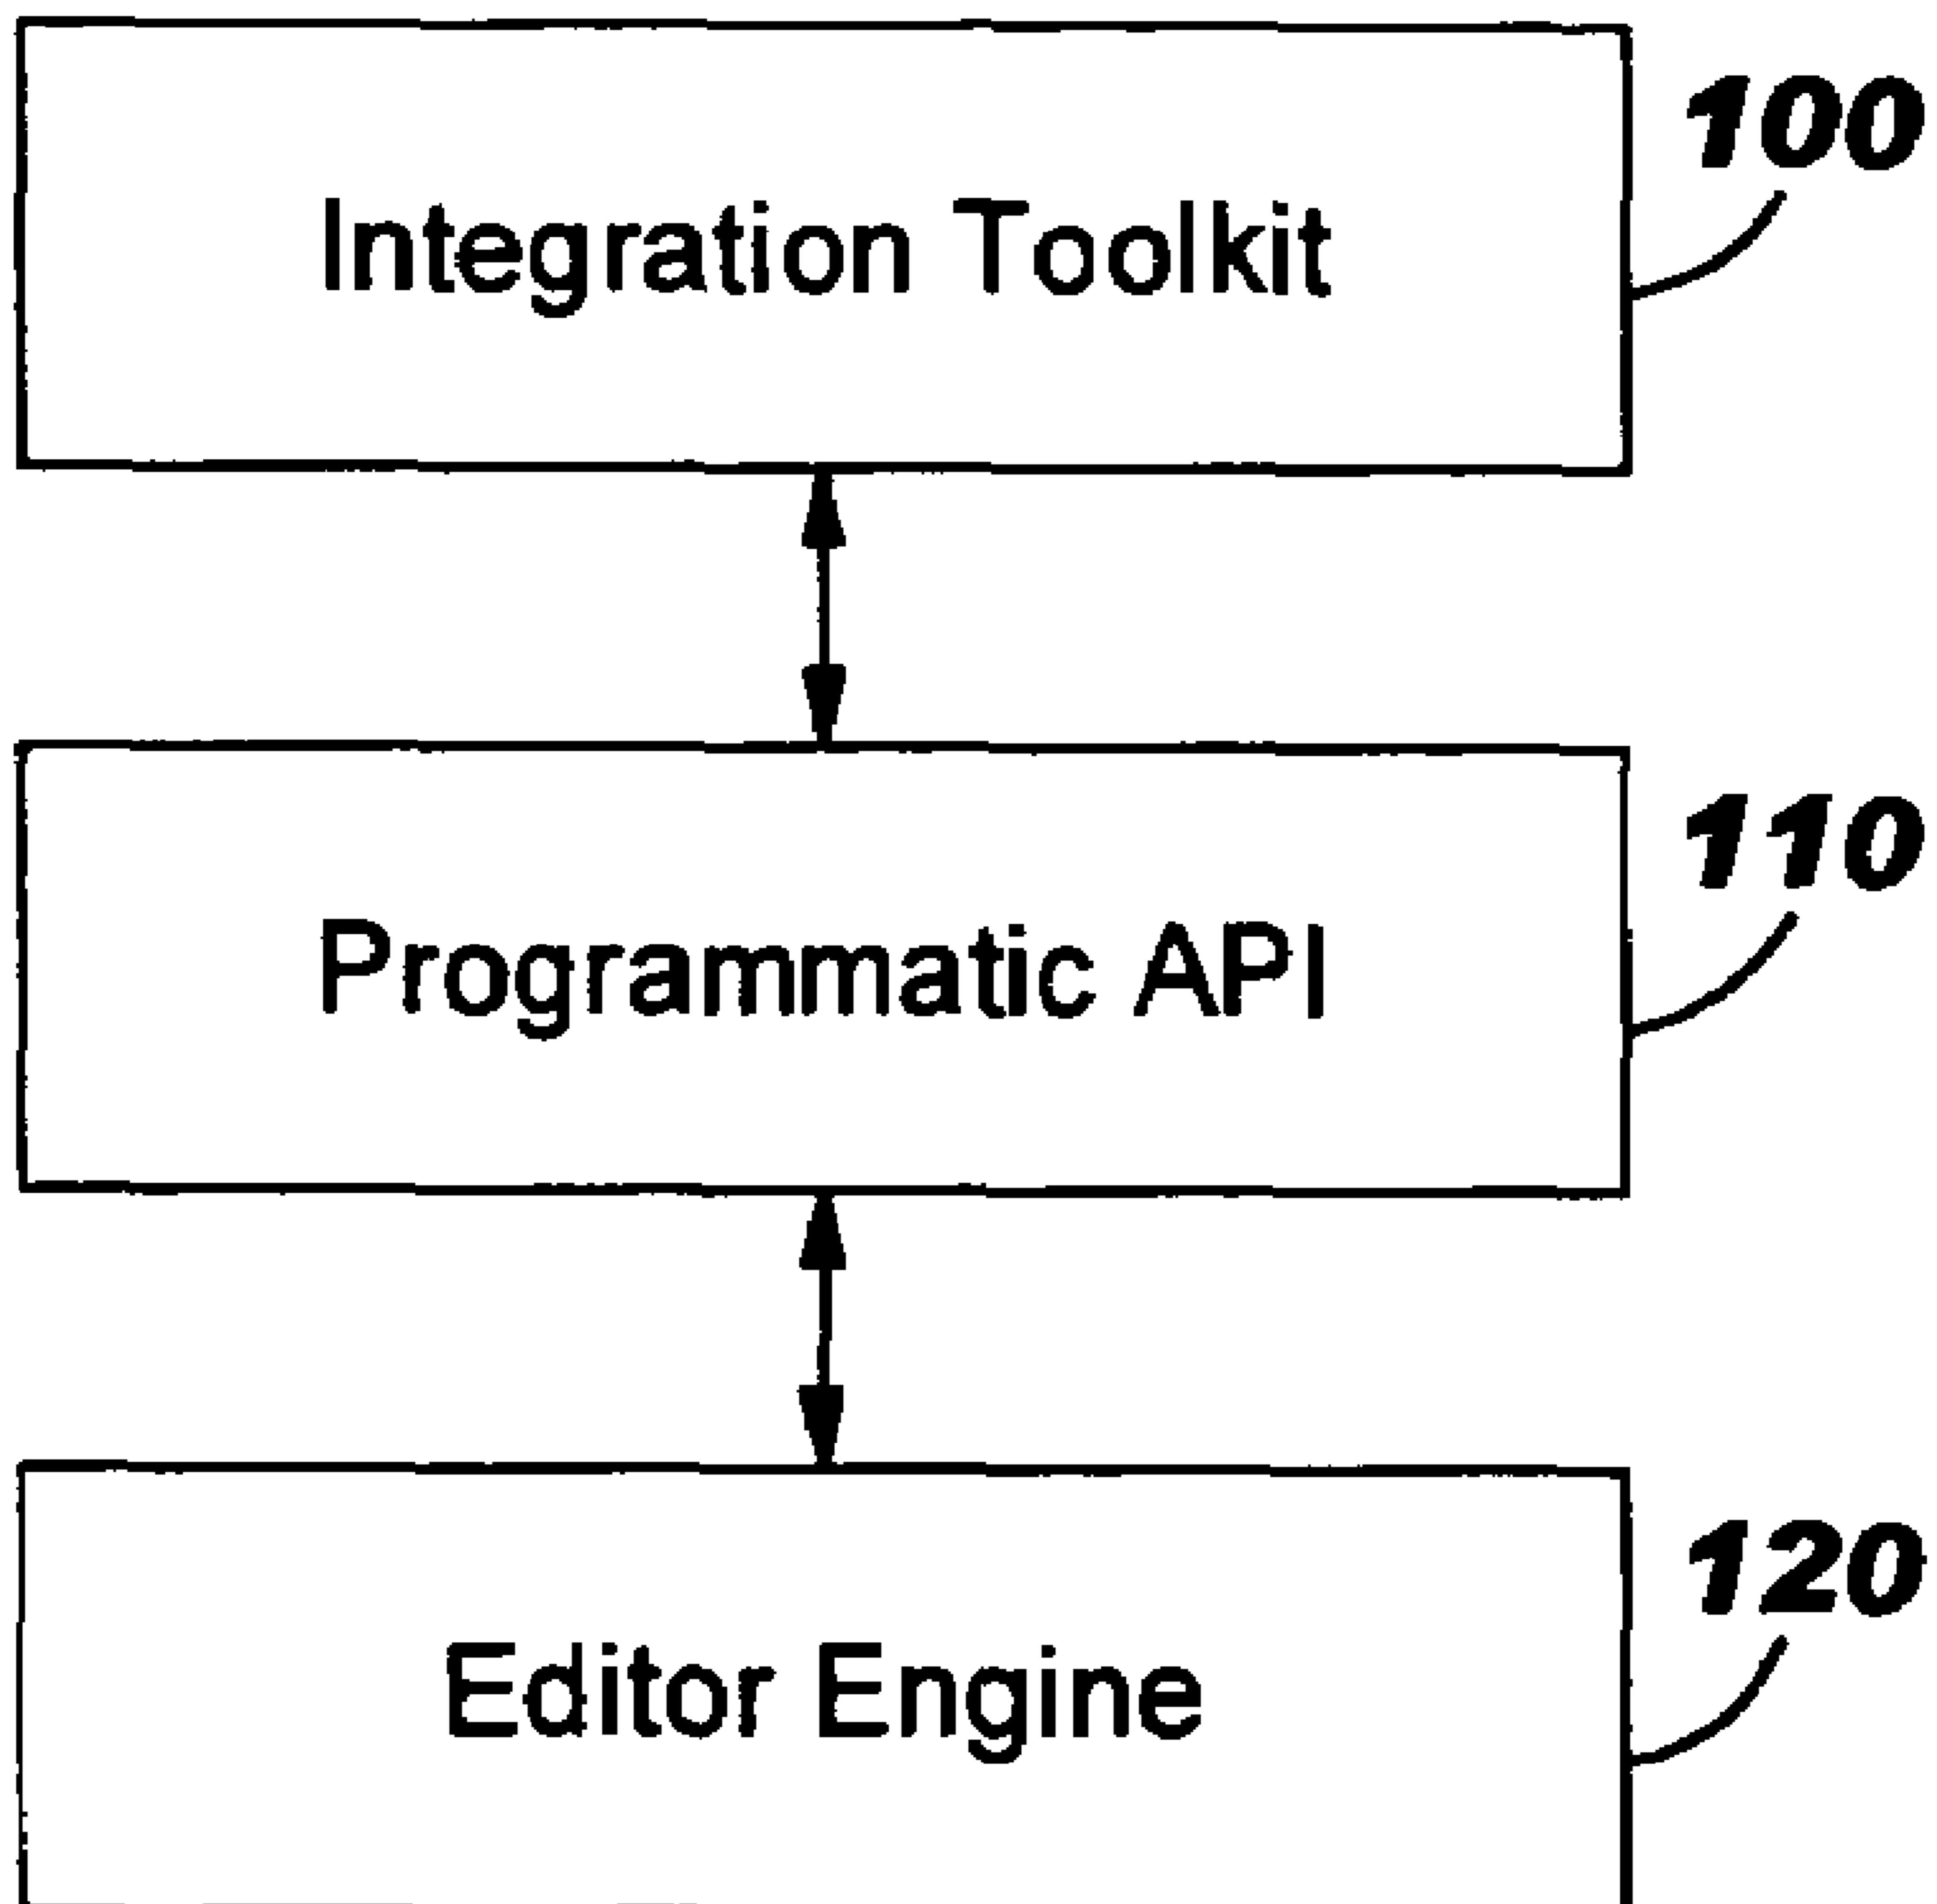 100
Integration Toolkit
110
Programmatic API
120
Editor Engine